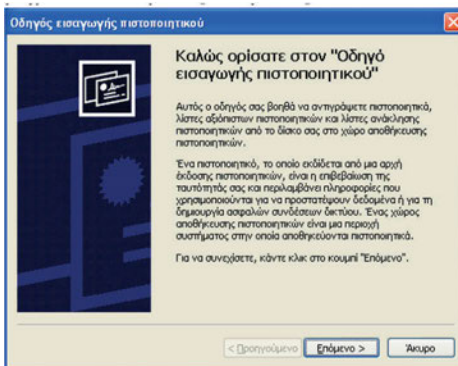 Οδηγός εισαγωγής πιστοποιητικού
Καλώς ορίσατε στον "Οδηγό
εισαγωγής πιστοποιητικού"
Αυτός ο οδηγός σας βοηθά να αντιγράψετε πιστοποιητικά,
λίστες αξιόπιστων πιστοποιητικών και λίστες ανάκλησης
πιστοποιητικών από το δίσκο σας στο χώρο αποθήκευσης
πιστοποιητικών.
Ένα πιστοποιητικό, το οποίο εκδίδεται από μια αρχή
έκδοσης πιστοποιητικών, είναι η επιβεβαίωση της
ταυτότητάς σας και περιλαμβάνει πληροφορίες που
χρησιμοποιούνται για να προστατέψουν δεδομένα ή για τη
δημιουργία ασφαλών συνδέσεων δικτύου. Ένας χώρος
αποθήκευσης πιστοποιητικών είναι μια περιοχή
συστήματος στην οποία αποθηκεύονται πιστοποιητικά.
Για να συνεχίσετε, κάντε κλικ στο κουμπί "Επόμενο".
< Προηγούμενο Επόμενο > Άκυρο